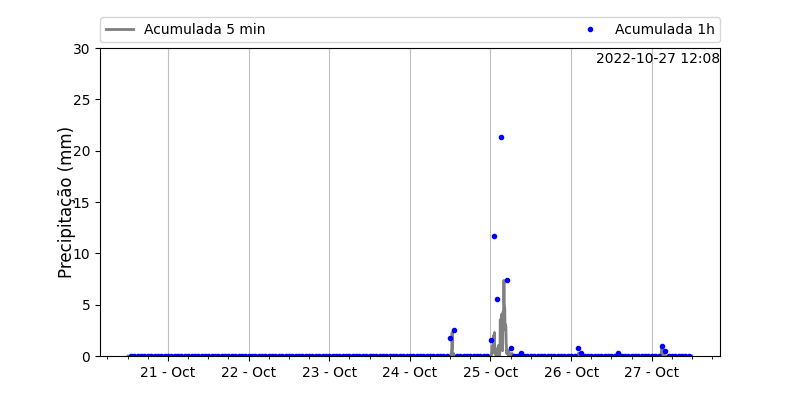 Acumulada 5 min
Acumulada 1h
2022-10-27 12:08
Precipitação (mm)
30
25
20
15
10
5
0
21 - Oct
22 - Oct
23 - Oct
24 - Oct
25 - Oct
26 - Oct
27 - Oct